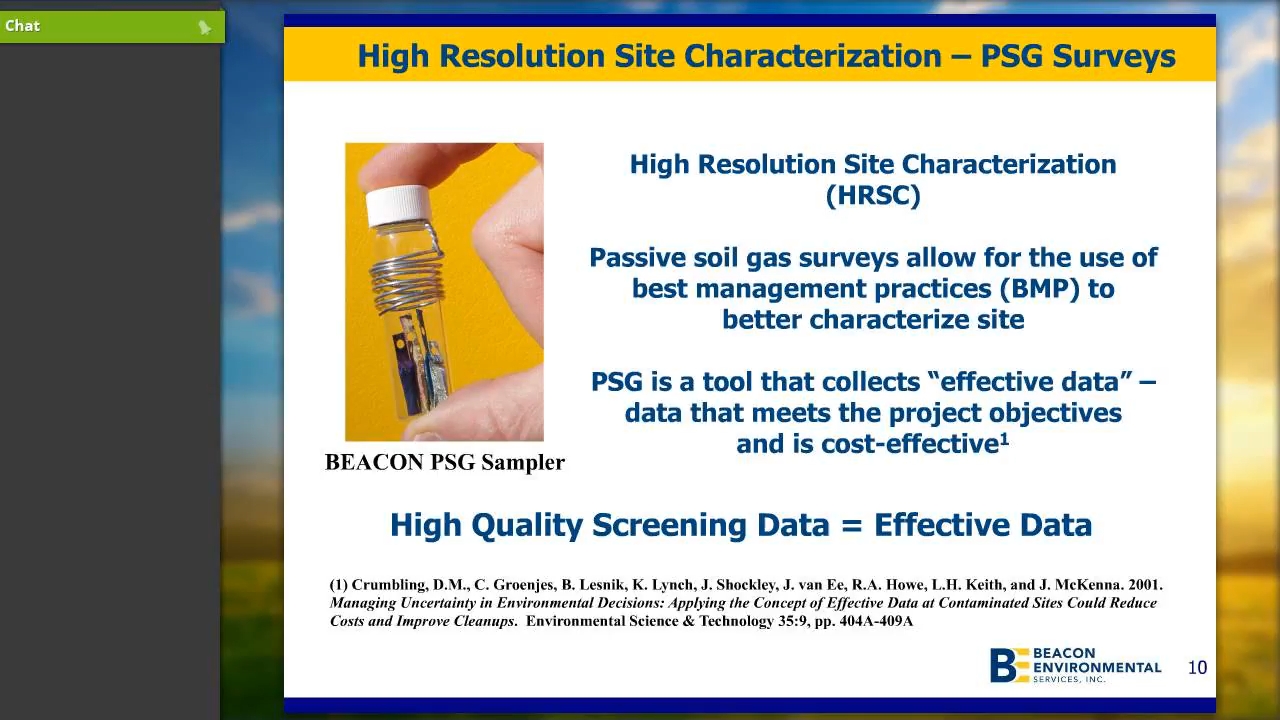 Chat
High Resolution Site Characterization – PSG Surveys
High Resolution Site Characterization
(HRSC)
Passive soil gas surveys allow for the use of
best management practices (BMP) to
better characterize site
PSG is a tool that collects “effective data” –
data that meets the project objectives
and is cost-effective¹
BEACON PSG Sampler
High Quality Screening Data = Effective Data
(1) Crumbling, D.M., C. Groenjes, B. Lesnik, K. Lynch, J. Shockley, J. van Ee, R.A. Howe, L.H. Keith, and J. McKenna. 2001.
Managing Uncertainty in Environmental Decisions: Applying the Concept of Effective Data at Contaminated Sites Could Reduce
Costs and Improve Cleanups. Environmental Science & Technology 35:9, pp. 404A-409A
BE BEACON
ENVIRONMENTAL
SERVICES, INC.
10